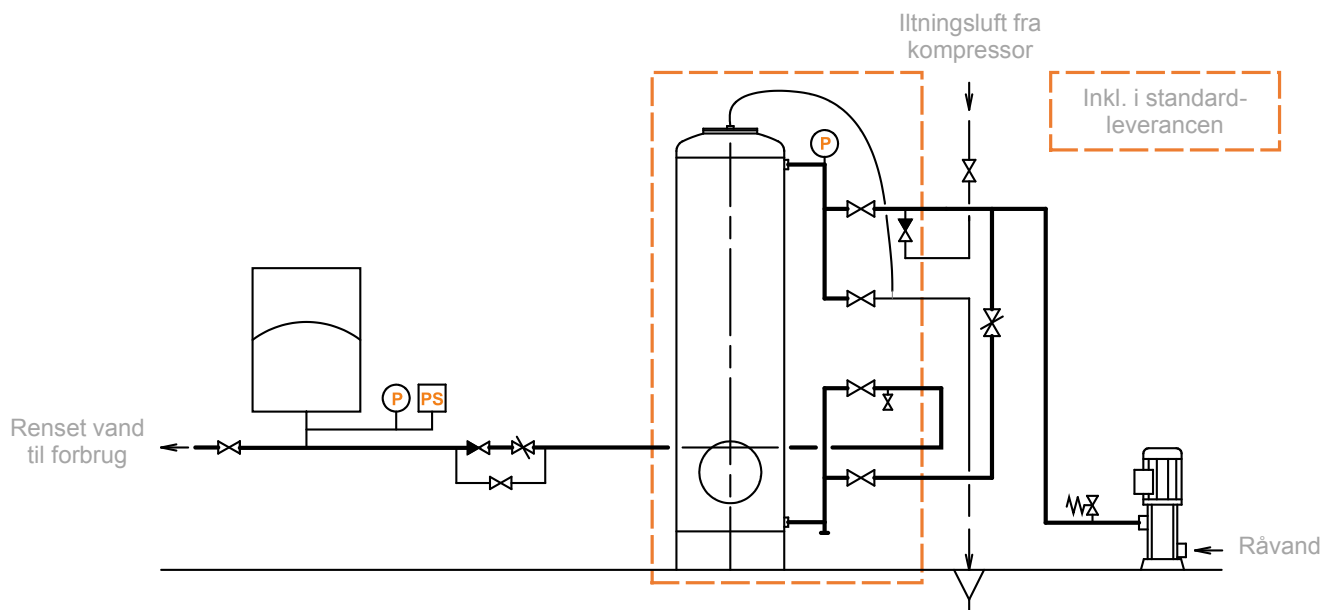 Iltningsluft fra
kompressor
Inkl. i standard-
leverancen
P
P
PS
Renset vand
til forbrug
Råvand